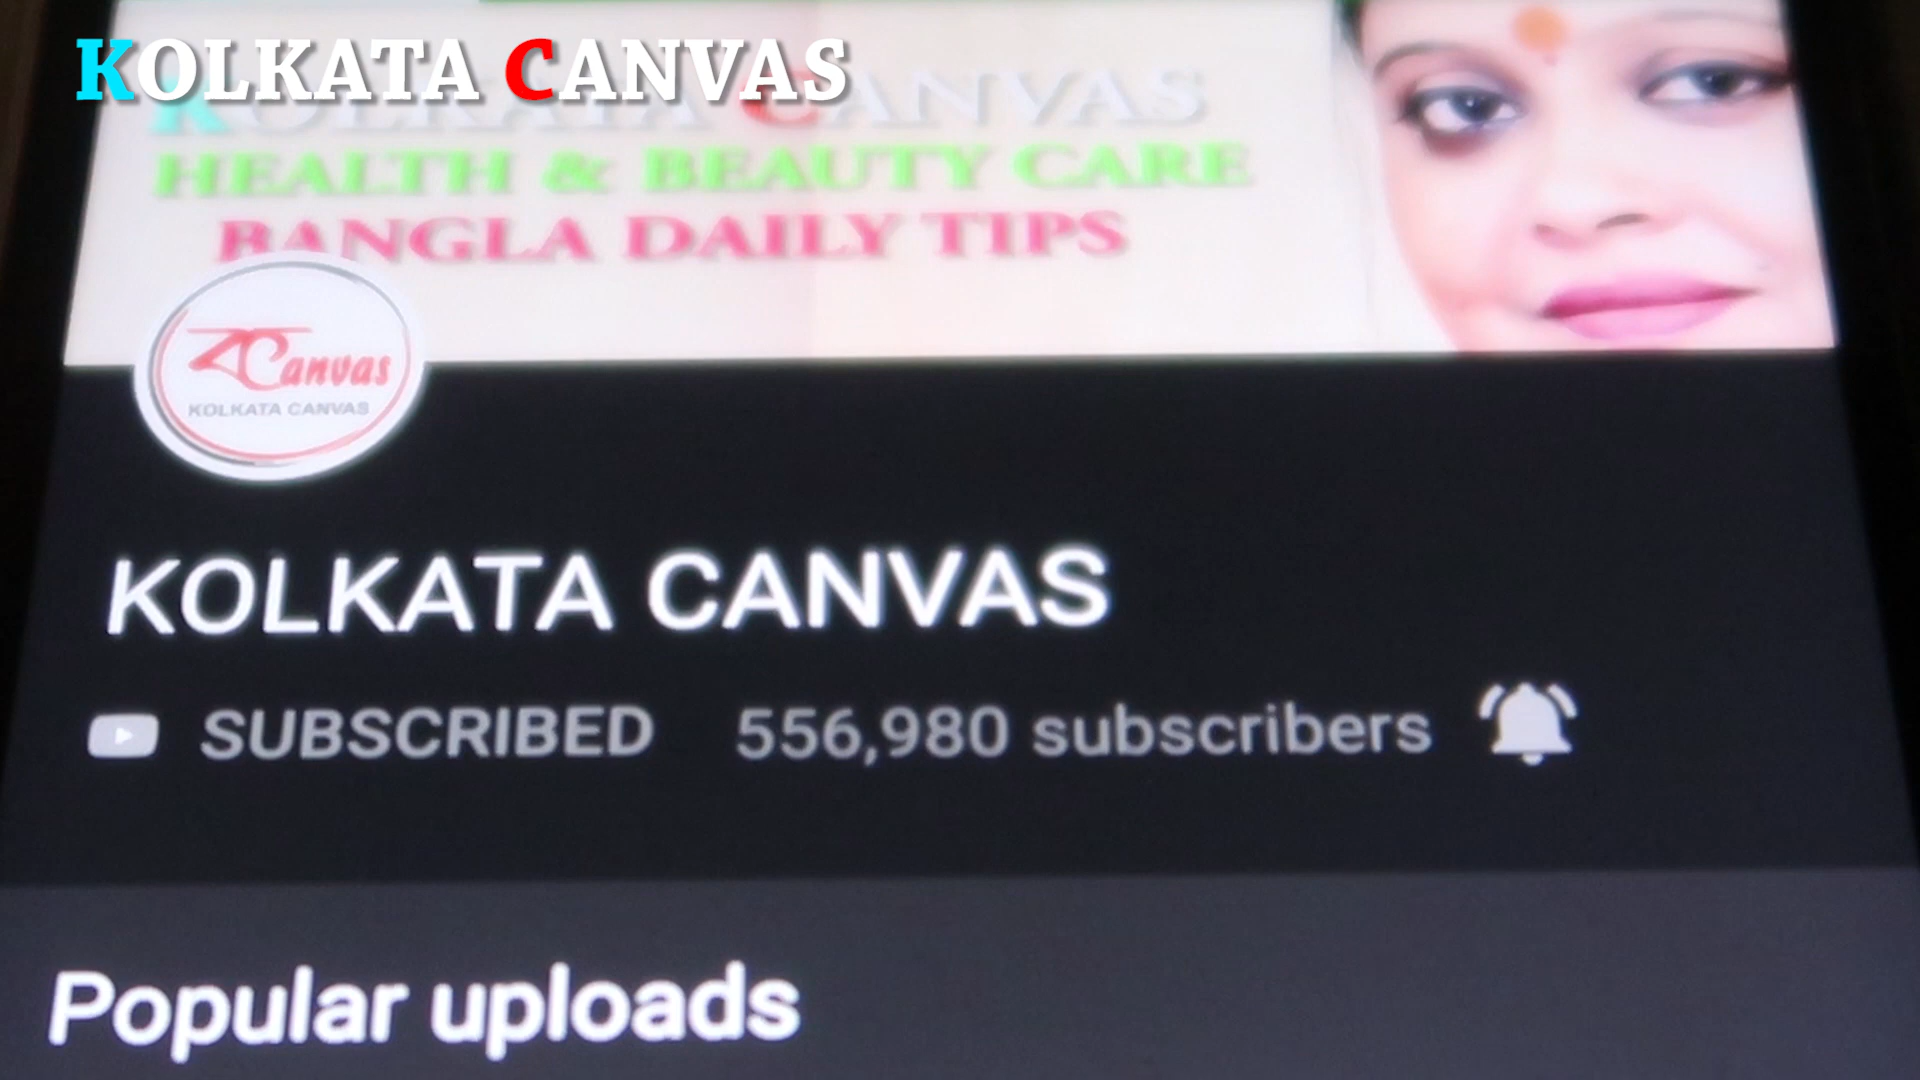 KOLKATA CANVAS
KOLKATA CANVAS
HEALTH & BEAUTY CARE
BANGLA DAILY TIPS
Canvas
KOLKATA CANVAS
KOLKATA CANVAS
SUBSCRIBED 556,980 subscribers
Popular uploads